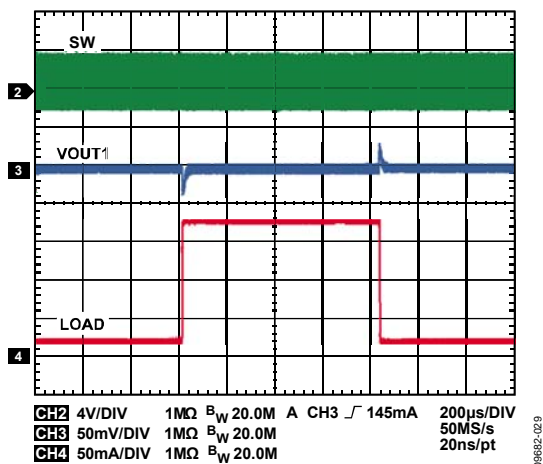 SW
2
VOUT1
3
LOAD
4
CH2 4V/DIV 1MΩ BW 20.0M A CH3 145mA 200µs/DIV
CH3 50mV/DIV 1MΩ BW 20.0M 50MS/s
CH4 50mA/DIV 1MΩ BW 20.0M 20ns/pt
09682-029